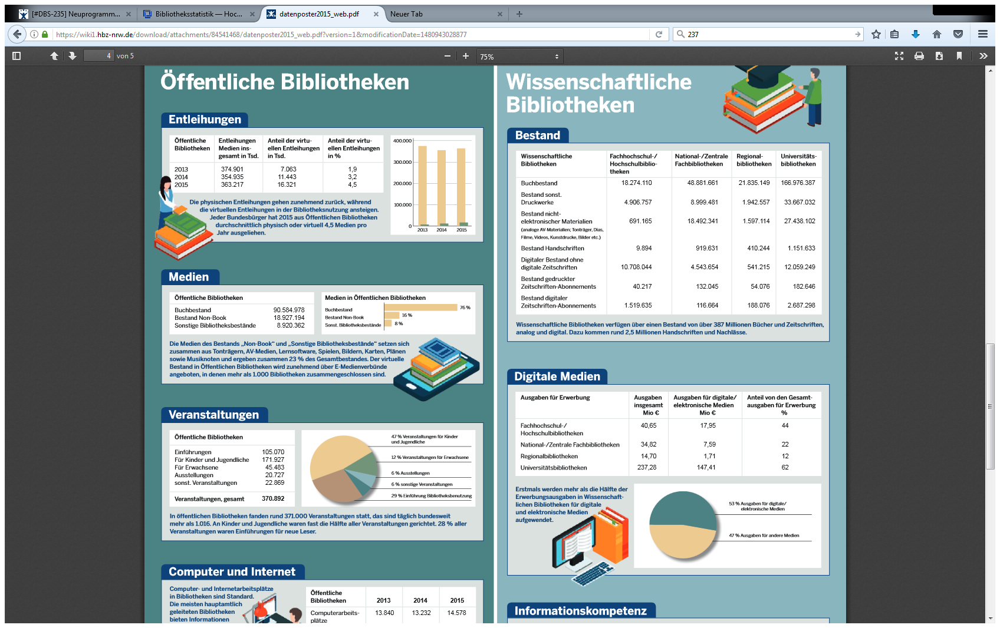 [#DBS-235] Neuprogramm...
Bibliotheksstatistik — Hoc...
datenposter2015_web.pdf
Neuer Tab
https://wiki1.hbz-nrw.de/download/attachments/84541468/datenposter2015_web.pdf?version=1&modificationDate=1480943028877
237
4 von 5
75%
Öffentliche Bibliotheken
Entleihungen
Öffentliche Bibliotheken
Entleihungen Medien ins-gesamt in Tsd.
Anteil der virtu-ellen Entleihungen in Tsd.
Anteil der virtu-ellen Entleihungen in %
2013 374.901 7.063 1,9
2014 354.935 11.443 3,2
2015 363.217 16.321 4,5
400.000
300.000
200.000
100.000
0
2013 2014 2015
Die physischen Entleihungen gehen zunehmend zurück, während
die virtuellen Entleihungen in der Bibliotheksnutzung ansteigen.
Jeder Bundesbürger hat 2015 aus Öffentlichen Bibliotheken
durchschnittlich physisch oder virtuell 4,5 Medien pro
Jahr ausgeliehen.
Medien
Öffentliche Bibliotheken
Buchbestand 90.584.978
Bestand Non-Book 18.927.194
Sonstige Bibliotheksbestände 8.920.362
Medien in Öffentlichen Bibliotheken
Buchbestand 76 %
Bestand Non-Book 16 %
Sonst. Bibliotheksbestände 8 %
Die Medien des Bestands „Non-Book“ und „Sonstige Bibliotheksbestände“ setzen sich
zusammen aus Tonträgern, AV-Medien, Lernsoftware, Spielen, Bildern, Karten, Plänen
sowie Musiknoten und ergeben zusammen 23 % des Gesamtbestandes. Der virtuelle
Bestand in Öffentlichen Bibliotheken wird zunehmend über E-Medienverbünde
angeboten, in denen mehr als 1.000 Bibliotheken zusammengeschlossen sind.
Veranstaltungen
Öffentliche Bibliotheken
Einführungen 105.070
Für Kinder und Jugendliche 171.927
Für Erwachsene 45.483
Ausstellungen 20.727
sonst. Veranstaltungen 22.869
Veranstaltungen, gesamt 370.892
47 % Veranstaltungen für Kinder
und Jugendliche
12 % Veranstaltungen für Erwachsene
6 % Ausstellungen
6 % sonstige Veranstaltungen
29 % Einführung Bibliotheksbenutzung
In öffentlichen Bibliotheken fanden rund 371.000 Veranstaltungen statt, das sind täglich bundesweit
mehr als 1.016. An Kinder und Jugendliche waren fast die Hälfte aller Veranstaltungen gerichtet. 28 % aller
Veranstaltungen waren Einführungen für neue Leser.
Computer und Internet
Computer- und Internetarbeitsplätze
in Bibliotheken sind Standard.
Die meisten hauptamtlich
geleiteten Bibliotheken
bieten Informationen
Öffentliche
Bibliotheken 2013 2014 2015
Computerarbeits- 13.840 13.232 14.578
plätze
Wissenschaftliche
Bibliotheken
Bestand
Wissenschaftliche Bibliotheken
Fachhochschul-/ Hochschulbiblio-theken
National-/Zentrale Fachbibliotheken
Regional-bibliotheken
Universitäts-bibliotheken
Buchbestand 18.274.110 48.881.661 21.835.149 166.976.387
Bestand sonst.
Druckwerke 4.906.757 8.999.481 1.942.557 33.667.032
Bestand nicht-
elektronischer Materialien 691.165 18.492.341 1.597.114 27.438.102
(analoge AV-Materialien; Tonträger, Dias,
Filme, Videos, Kunstdrucke, Bilder etc.)
Bestand Handschriften 9.894 919.631 410.244 1.151.633
Digitaler Bestand ohne
digitale Zeitschriften 10.708.044 4.543.654 541.215 12.059.249
Bestand gedruckter
Zeitschriften-Abonnements 40.217 132.045 54.076 182.646
Bestand digitaler
Zeitschriften-Abonnements 1.519.635 116.664 188.076 2.687.298
Wissenschaftliche Bibliotheken verfügen über einen Bestand von über 387 Millionen Bücher und Zeitschriften,
analog und digital. Dazu kommen rund 2,5 Millionen Handschriften und Nachlässe.
Digitale Medien
Ausgaben für Erwerbung
Ausgaben insgesamt Mio €
Ausgaben für digitale/ elektronische Medien Mio €
Anteil von den Gesamt-ausgaben für Erwerbung %
Fachhochschul-/ 40,65 17,95 44
Hochschulbibliotheken
National-/Zentrale Fachbibliotheken 34,82 7,59 22
Regionalbibliotheken 14,70 1,71 12
Universitätsbibliotheken 237,28 147,41 62
Erstmals werden mehr als die Hälfte der
Erwerbungsausgaben in Wissenschaft-
lichen Bibliotheken für digitale
und elektronische Medien
aufgewendet.
53 % Ausgaben für digitale/
elektronische Medien
47 % Ausgaben für andere Medien
Informationskompetenz